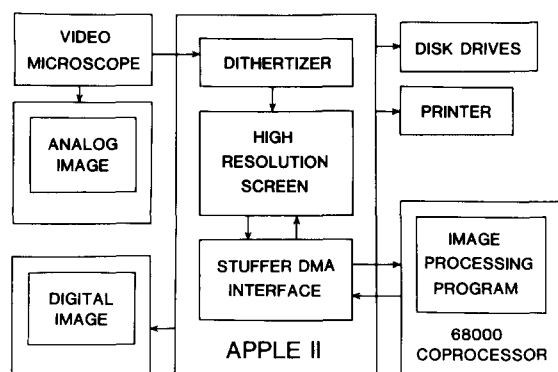 VIDEO
MICROSCOPE
ANALOG
IMAGE
DIGITAL
IMAGE
DITHERTIZER
HIGH
RESOLUTION
SCREEN
STUFFER DMA
INTERFACE
APPLE II
DISK DRIVES
PRINTER
IMAGE
PROCESSING
PROGRAM
68000
COPROCESSOR